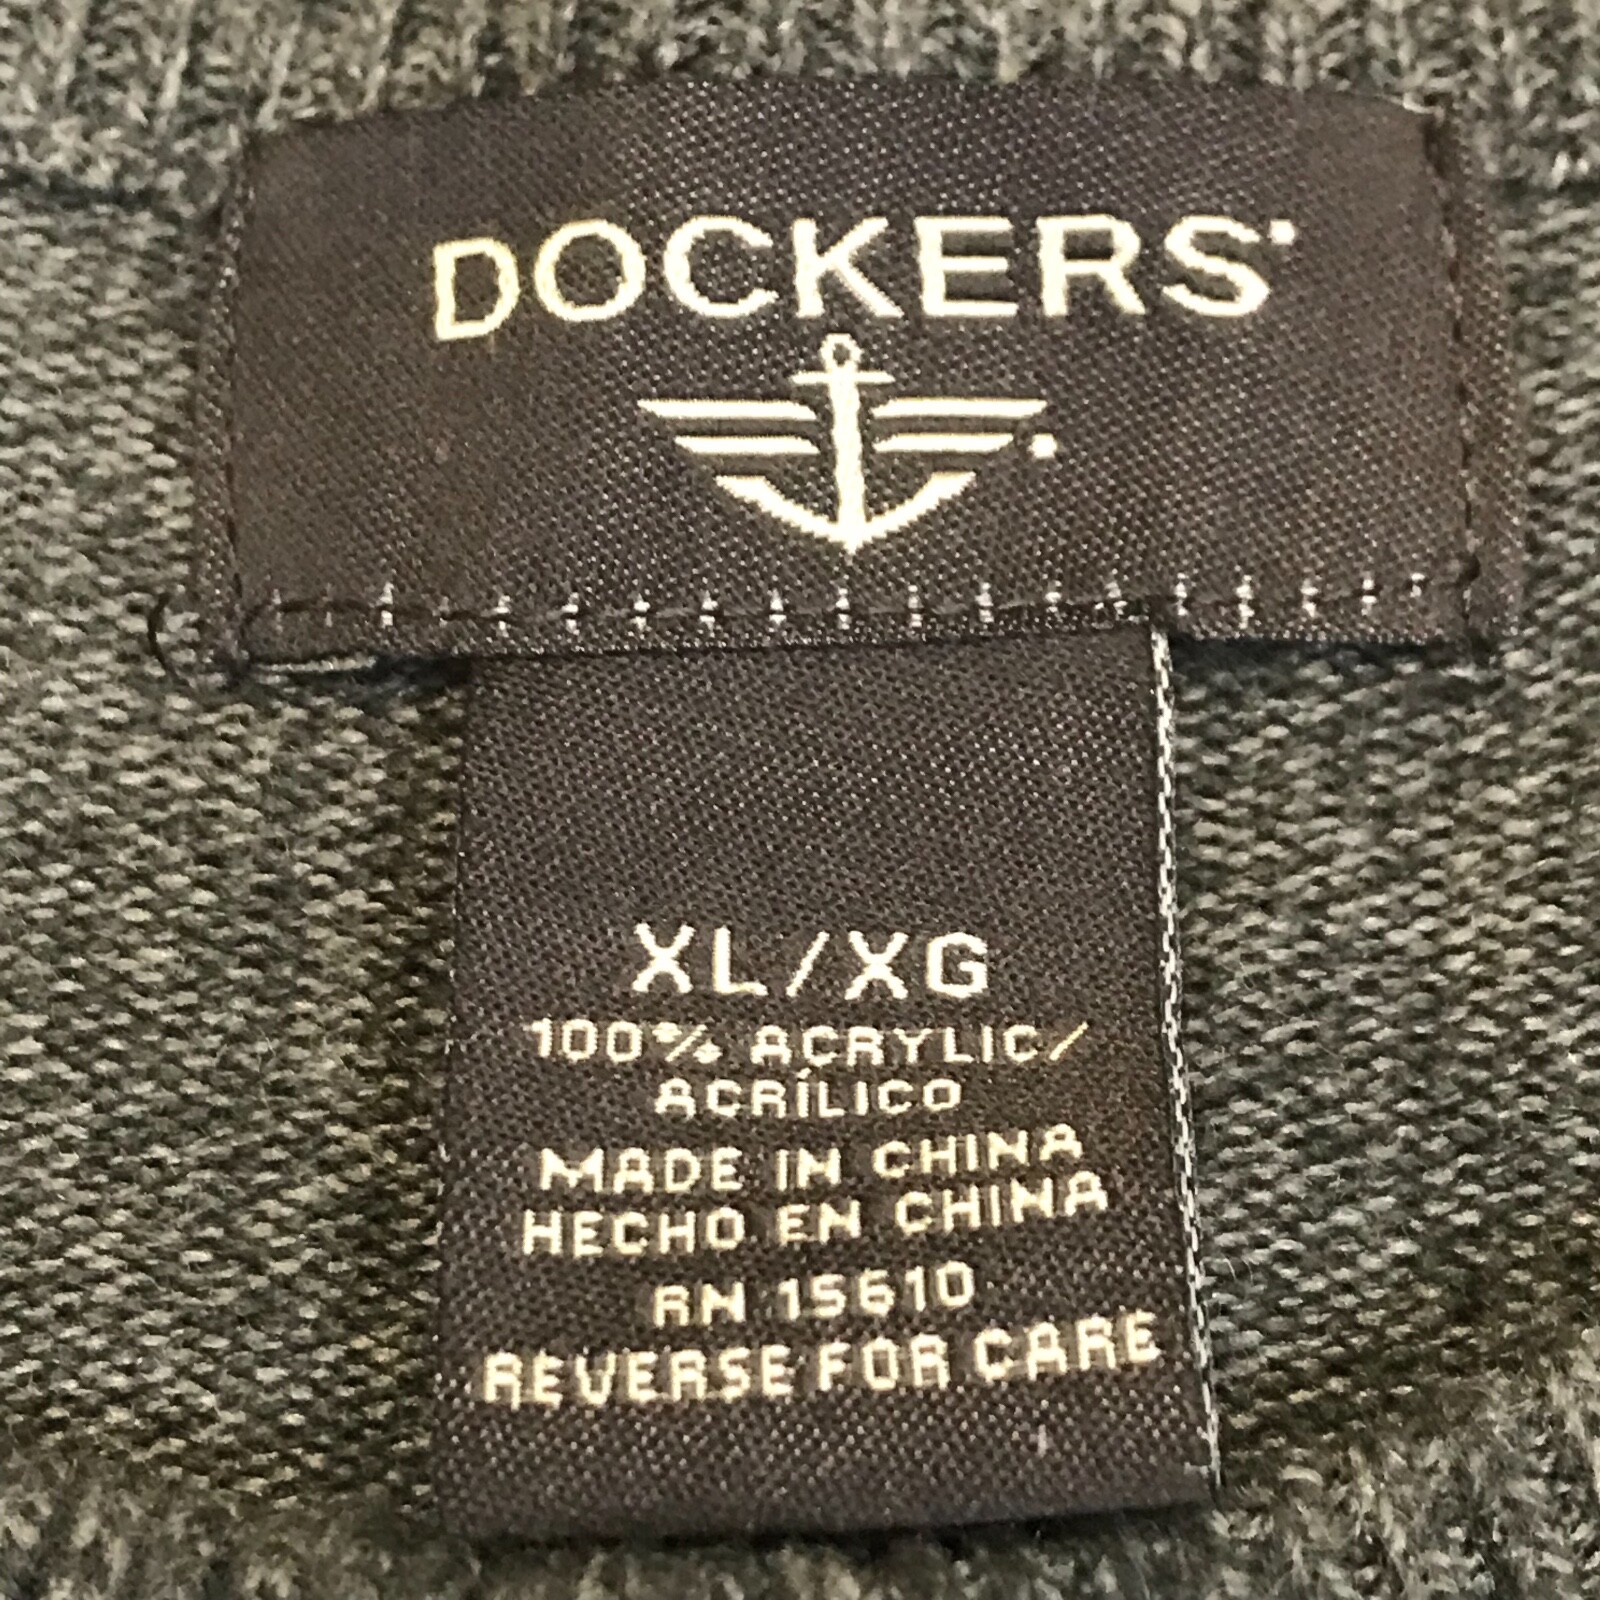 DOCKERS
XL/XG
100% ACRYLIC/
ACRÍLICO
MADE IN CHINA
HECHO EN CHINA
RN 15610
REVERSE FOR CARE